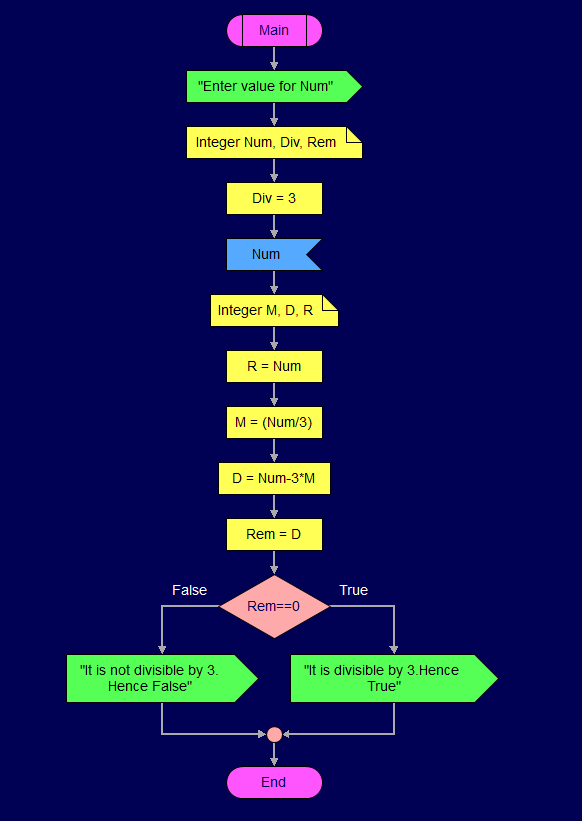 Main
"Enter value for Num"
Integer Num, Div, Rem
Div = 3
Num
Integer M, D, R
R = Num
M = (Num/3)
D = Num-3*M
Rem = D
False
True
Rem==0
"It is not divisible by 3.
Hence False"
"It is divisible by 3.Hence
True"
End